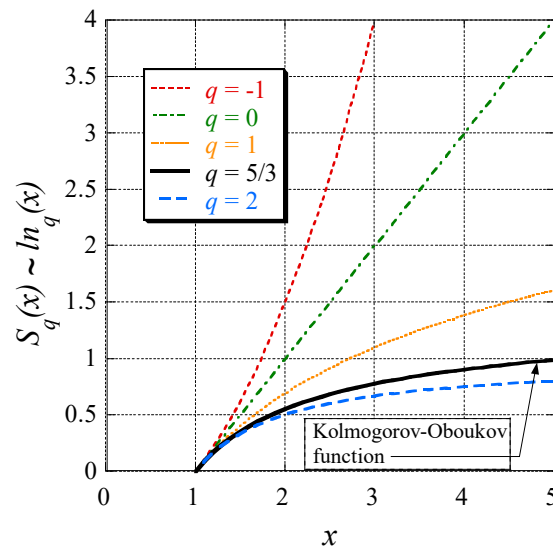 4
3.5
3
2.5
2
1.5
1
0.5
0
S_q(x) ~ ln_q(x)
q = -1
q = 0
q = 1
q = 5/3
q = 2
Kolmogorov-Oboukov
function
0 1 2 3 4 5
x